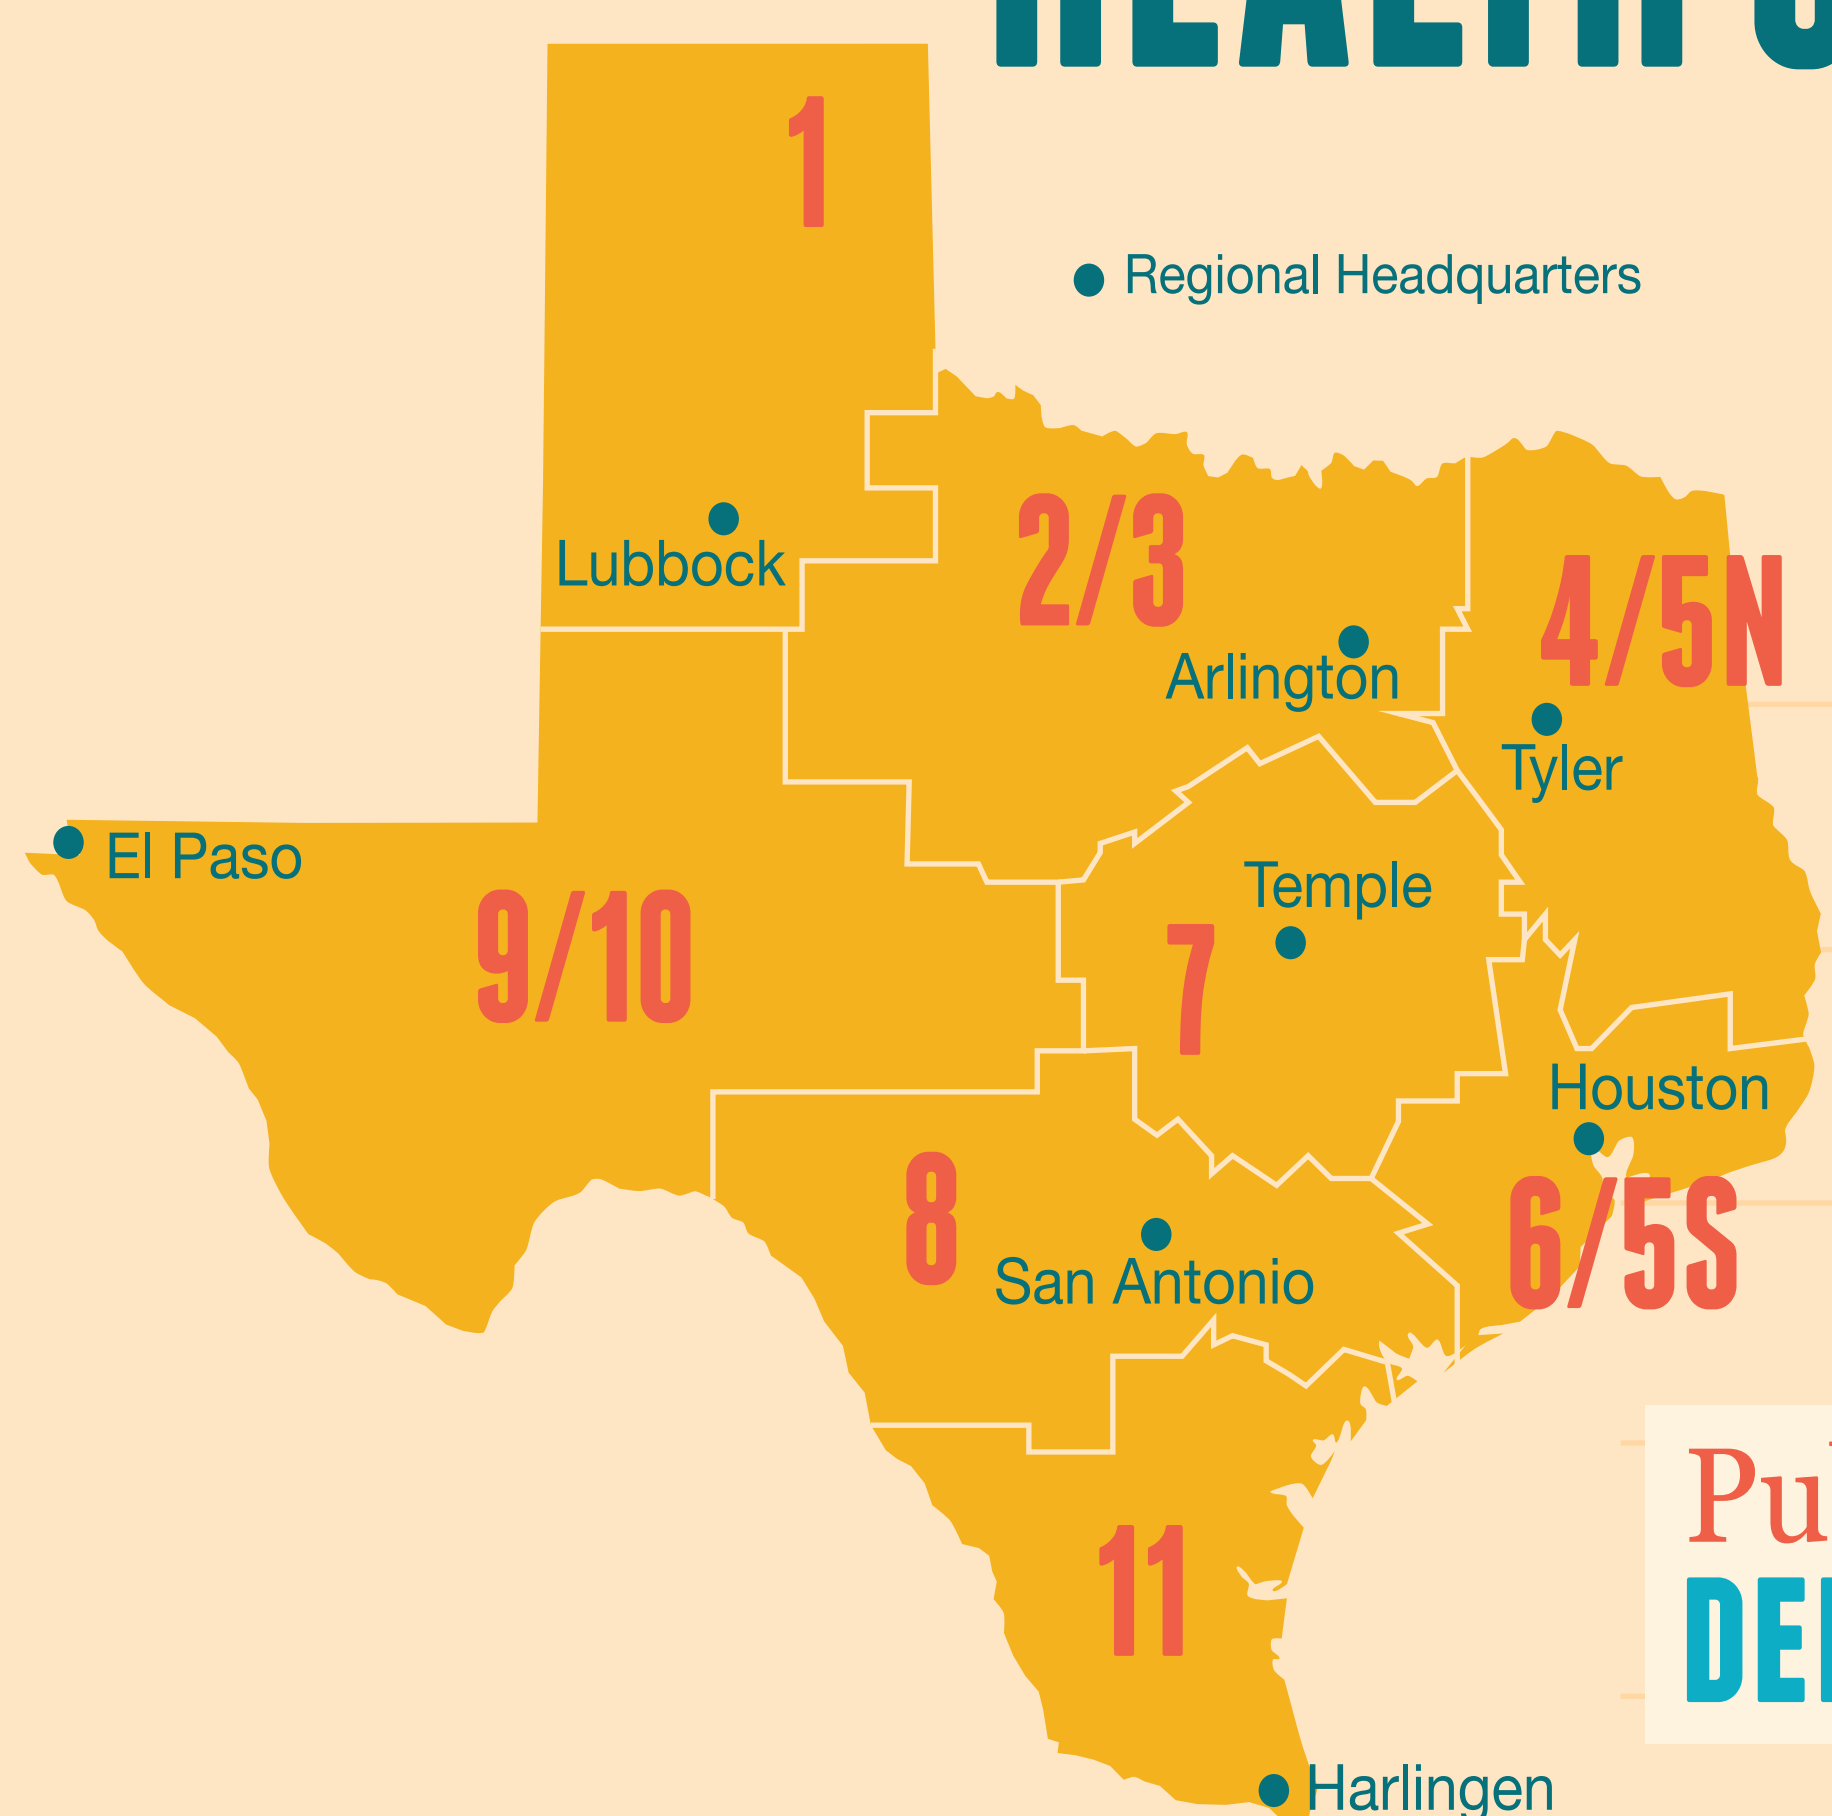 1
Regional Headquarters
Lubbock
2/3
4/5N
Arlington
Tyler
El Paso
9/10
Temple
7
Houston
8
San Antonio
6/5S
11
Harlingen